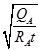 √(Q_A / R_A t)